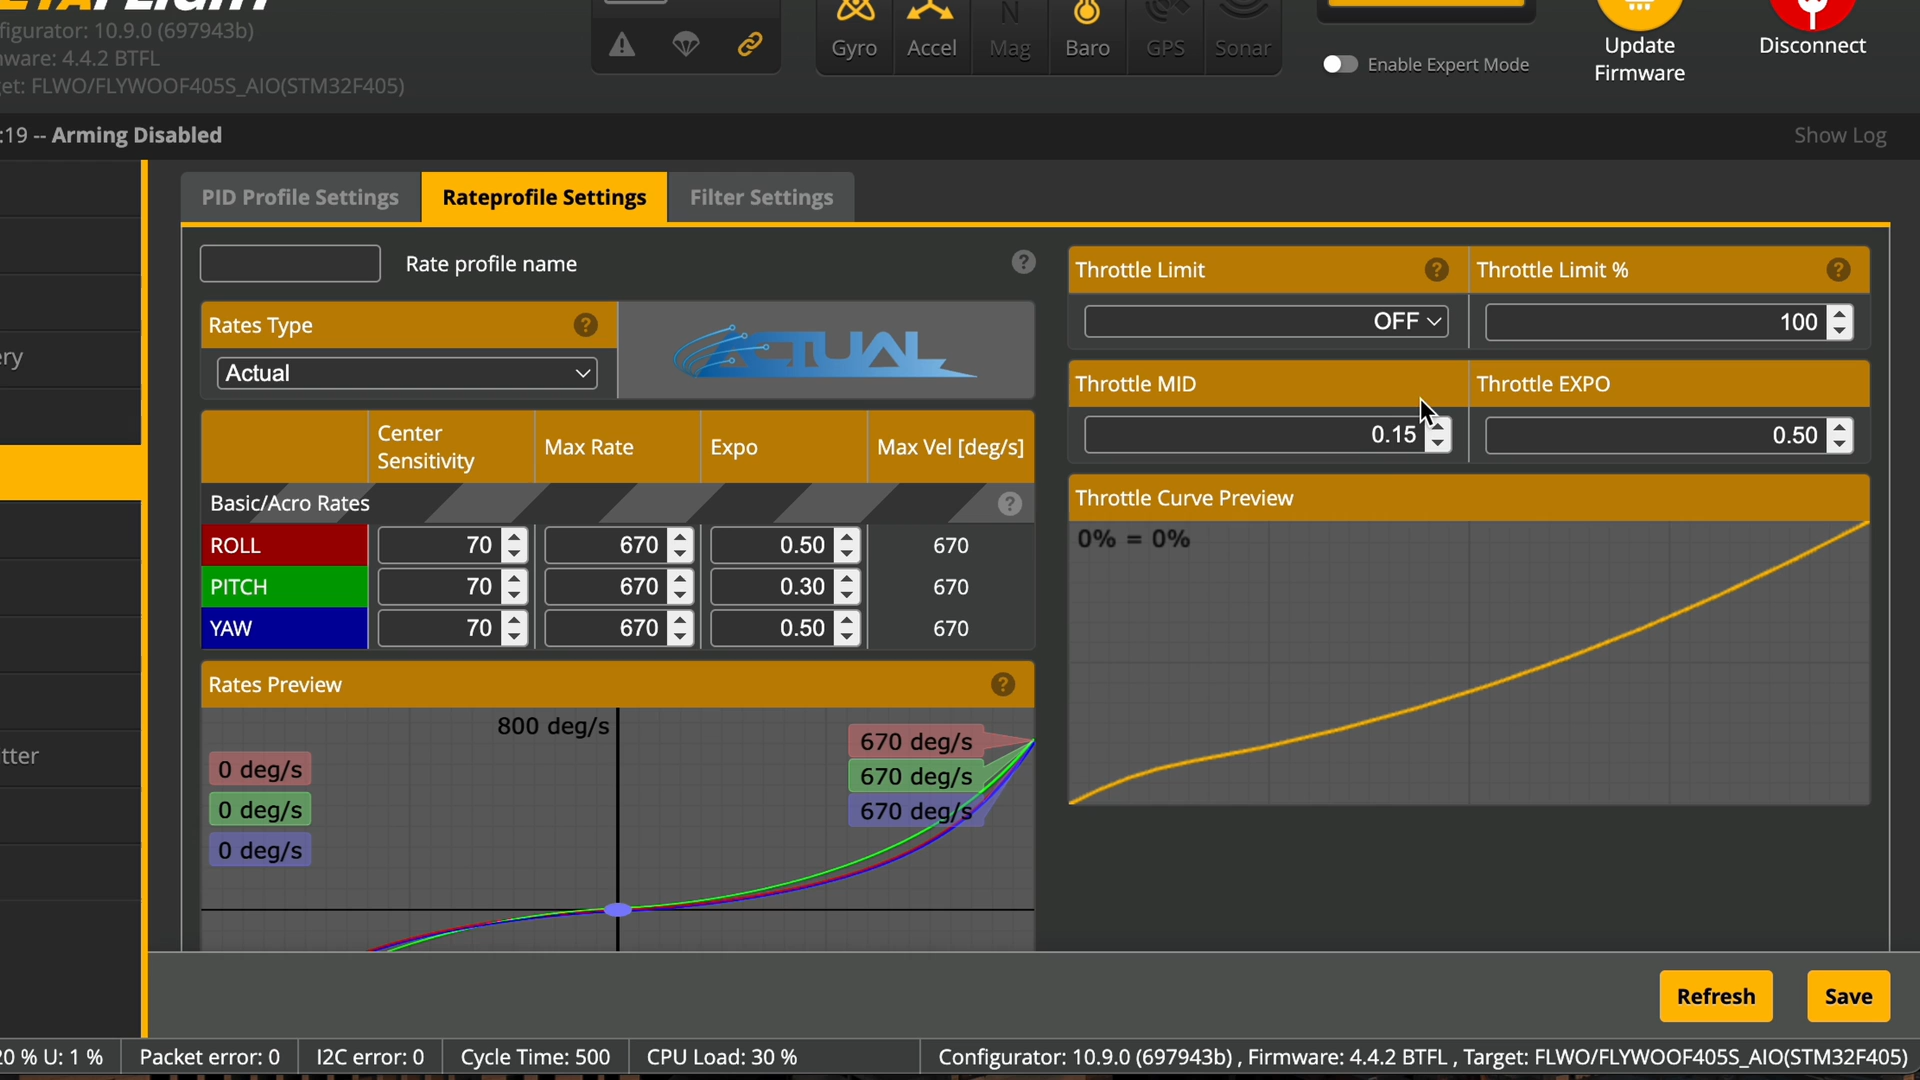 figurator: 10.9.0 (697943b)
ware: 4.4.2 BTFL
et: FLWO/FLYWOOF405S_AIO(STM32F405)
Gyro
Accel
Mag
Baro
GPS
Sonar
Enable Expert Mode
Update
Firmware
Disconnect
:19 -- Arming Disabled
Show Log
ery
tter
PID Profile Settings
Rateprofile Settings
Filter Settings
Rate profile name
Rates Type
Actual
ACTUAL
Center
Sensitivity
Max Rate
Expo
Max Vel [deg/s]
Basic/Acro Rates
ROLL 70 670 0.50 670
PITCH 70 670 0.30 670
YAW 70 670 0.50 670
Rates Preview
800 deg/s
0 deg/s
0 deg/s
0 deg/s
670 deg/s
670 deg/s
670 deg/s
Throttle Limit
Throttle Limit %
OFF
100
Throttle MID
Throttle EXPO
0.15
0.50
Throttle Curve Preview
0% = 0%
Refresh
Save
20 % U: 1 %
Packet error: 0
I2C error: 0
Cycle Time: 500
CPU Load: 30 %
Configurator: 10.9.0 (697943b) , Firmware: 4.4.2 BTFL , Target: FLWO/FLYWOOF405S_AIO(STM32F405)